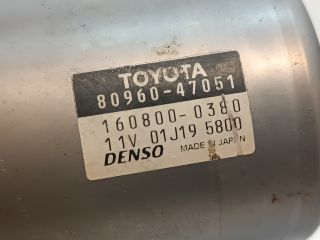 TOYOTA
80960-47051
160800-0380
11V 01J19 5800
DENSO MADE IN JAPAN